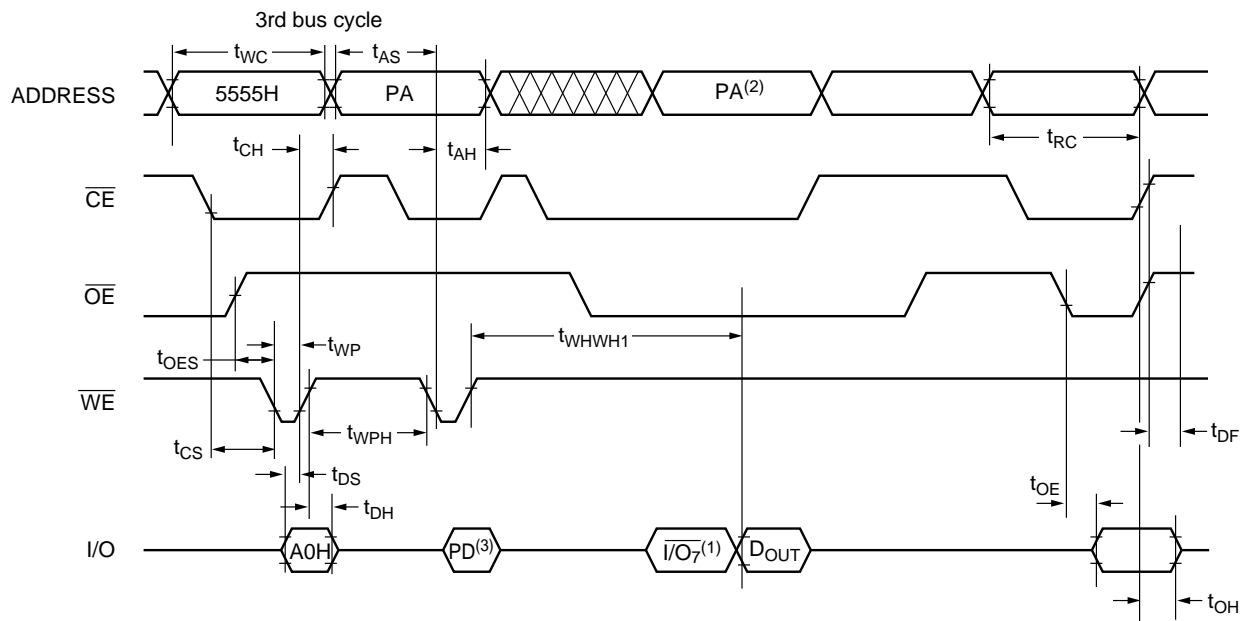 3rd bus cycle
tWC tAS
ADDRESS 5555H PA PA(2)
tCH tAH tRC
CE
OE
tWP tWHWH1
tOES
WE
tCS tWPH tDF
tDS
tDH tOE
I/O A0H PD(3) I/O7(1) DOUT
tOH